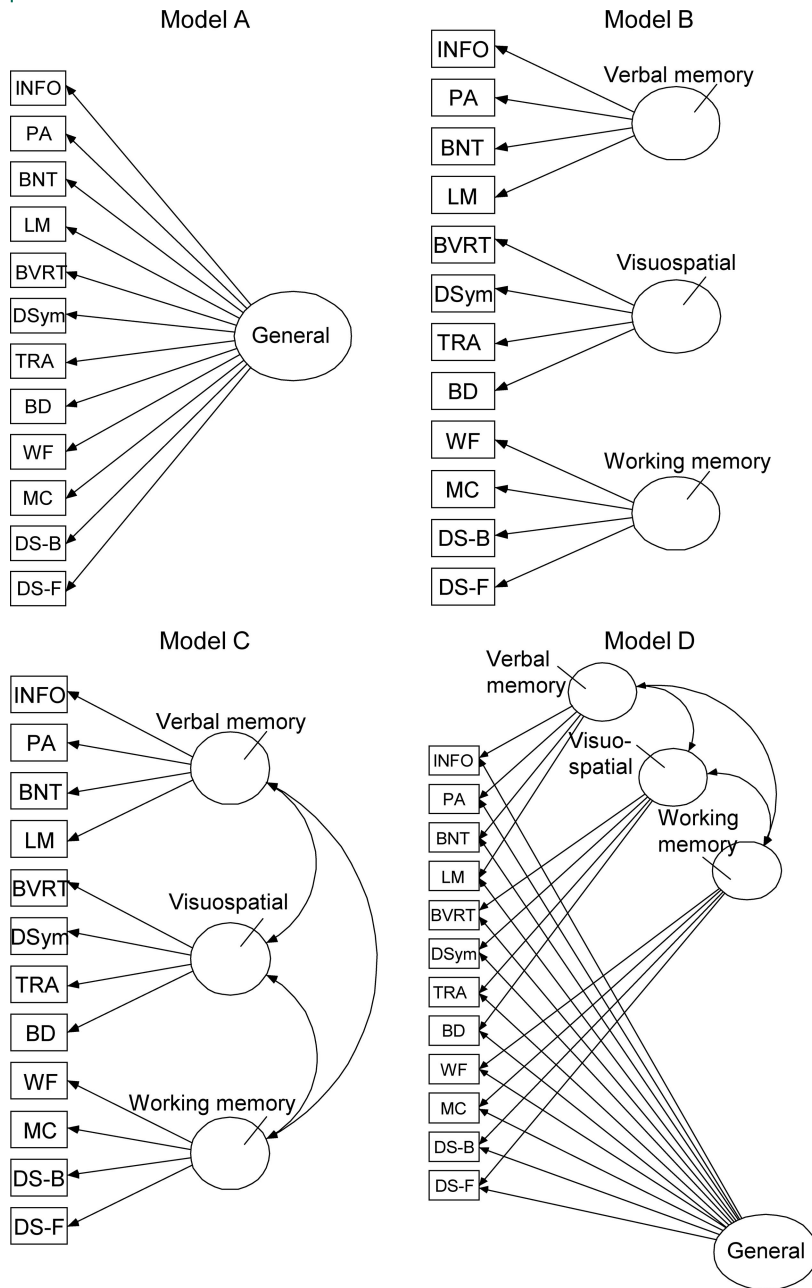 Model A
INFO
PA
BNT
LM
BVRT
DSym
TRA
BD
WF
MC
DS-B
DS-F
General
Model B
INFO
PA
BNT
LM
BVRT
DSym
TRA
BD
WF
MC
DS-B
DS-F
Verbal memory
Visuospatial
Working memory
Model C
INFO
PA
BNT
LM
BVRT
DSym
TRA
BD
WF
MC
DS-B
DS-F
Verbal memory
Visuospatial
Working memory
Model D
Verbal
memory
Visuo-
spatial
Working
memory
INFO
PA
BNT
LM
BVRT
DSym
TRA
BD
WF
MC
DS-B
DS-F
General